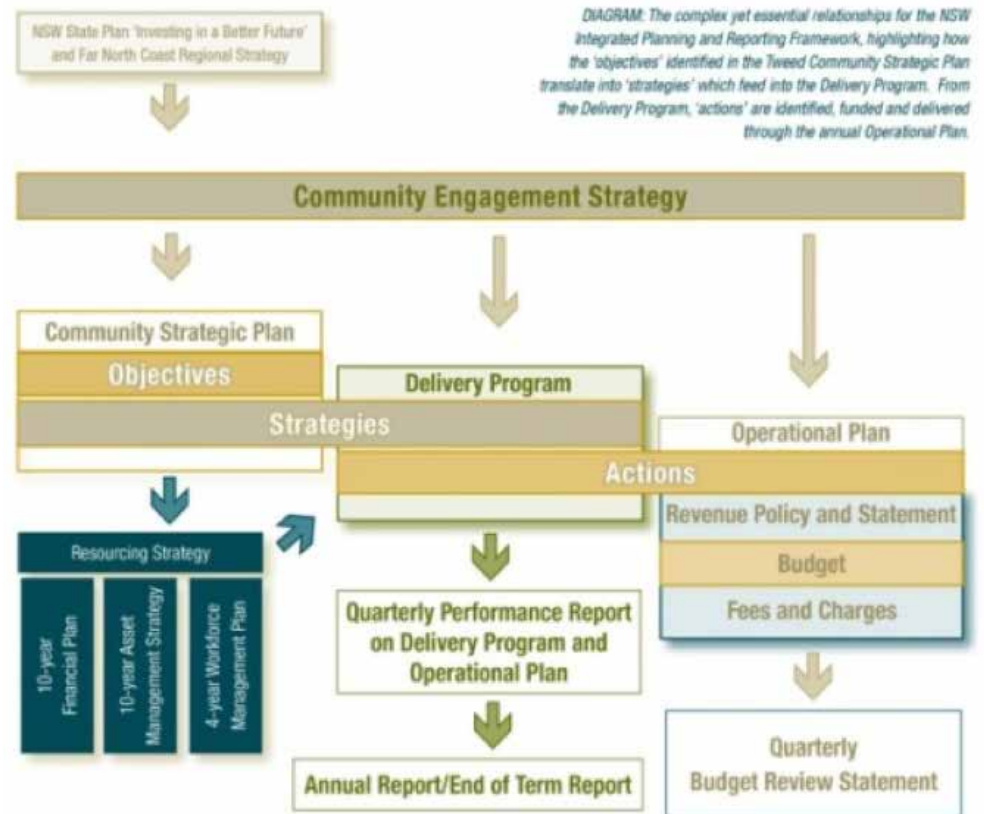 NSW State Plan 'Investing in a Better Future'
and Far North Coast Regional Strategy
DIAGRAM: The complex yet essential relationships for the NSW
Integrated Planning and Reporting Framework, highlighting how
the 'objectives' identified in the Tweed Community Strategic Plan
translate into 'strategies' which feed into the Delivery Program. From
the Delivery Program, 'actions' are identified, funded and delivered
through the annual Operational Plan.
Community Engagement Strategy
Community Strategic Plan
Objectives
Delivery Program
Strategies
Operational Plan
Actions
Revenue Policy and Statement
Budget
Fees and Charges
Resourcing Strategy
10-year
Financial Plan
10-year Asset
Management Strategy
4-year Workforce
Management Plan
Quarterly Performance Report
on Delivery Program and
Operational Plan
Annual Report/End of Term Report
Quarterly
Budget Review Statement